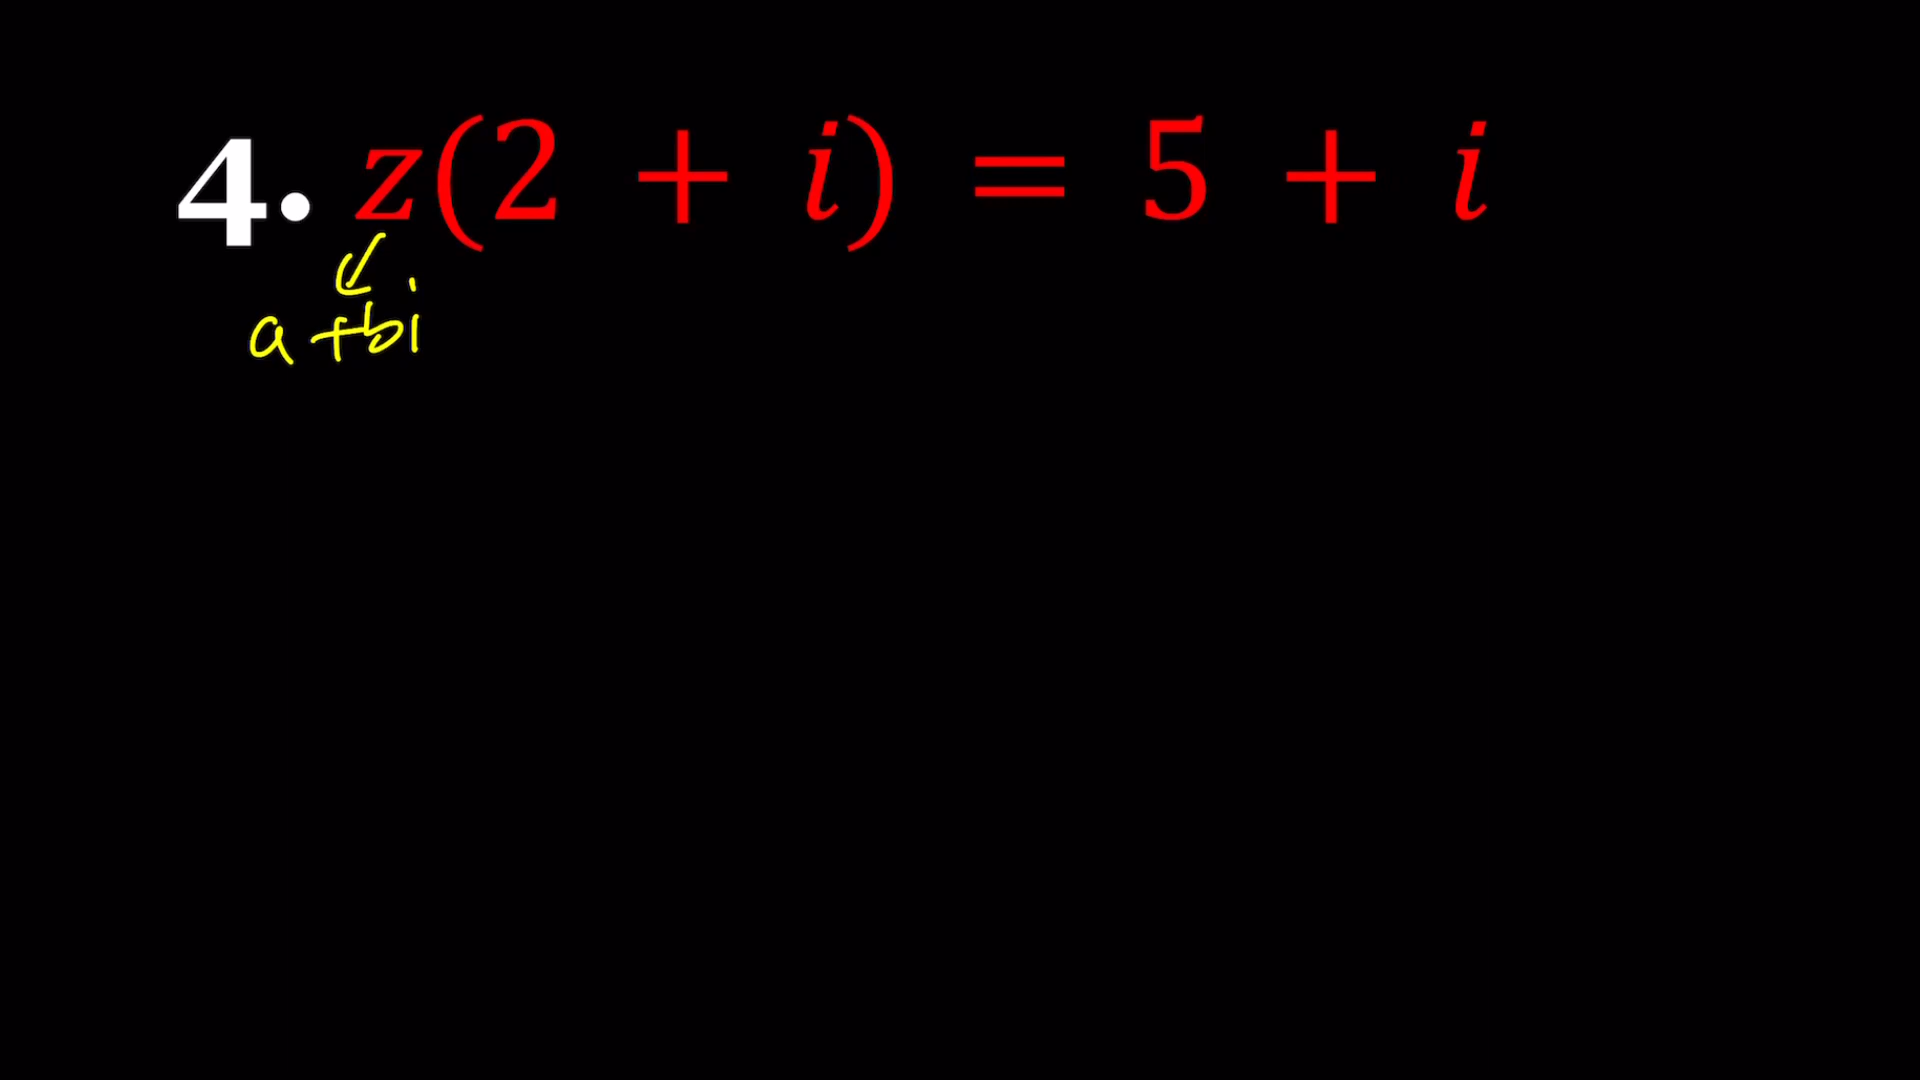 4. z(2 + i) = 5 + i
a + bi